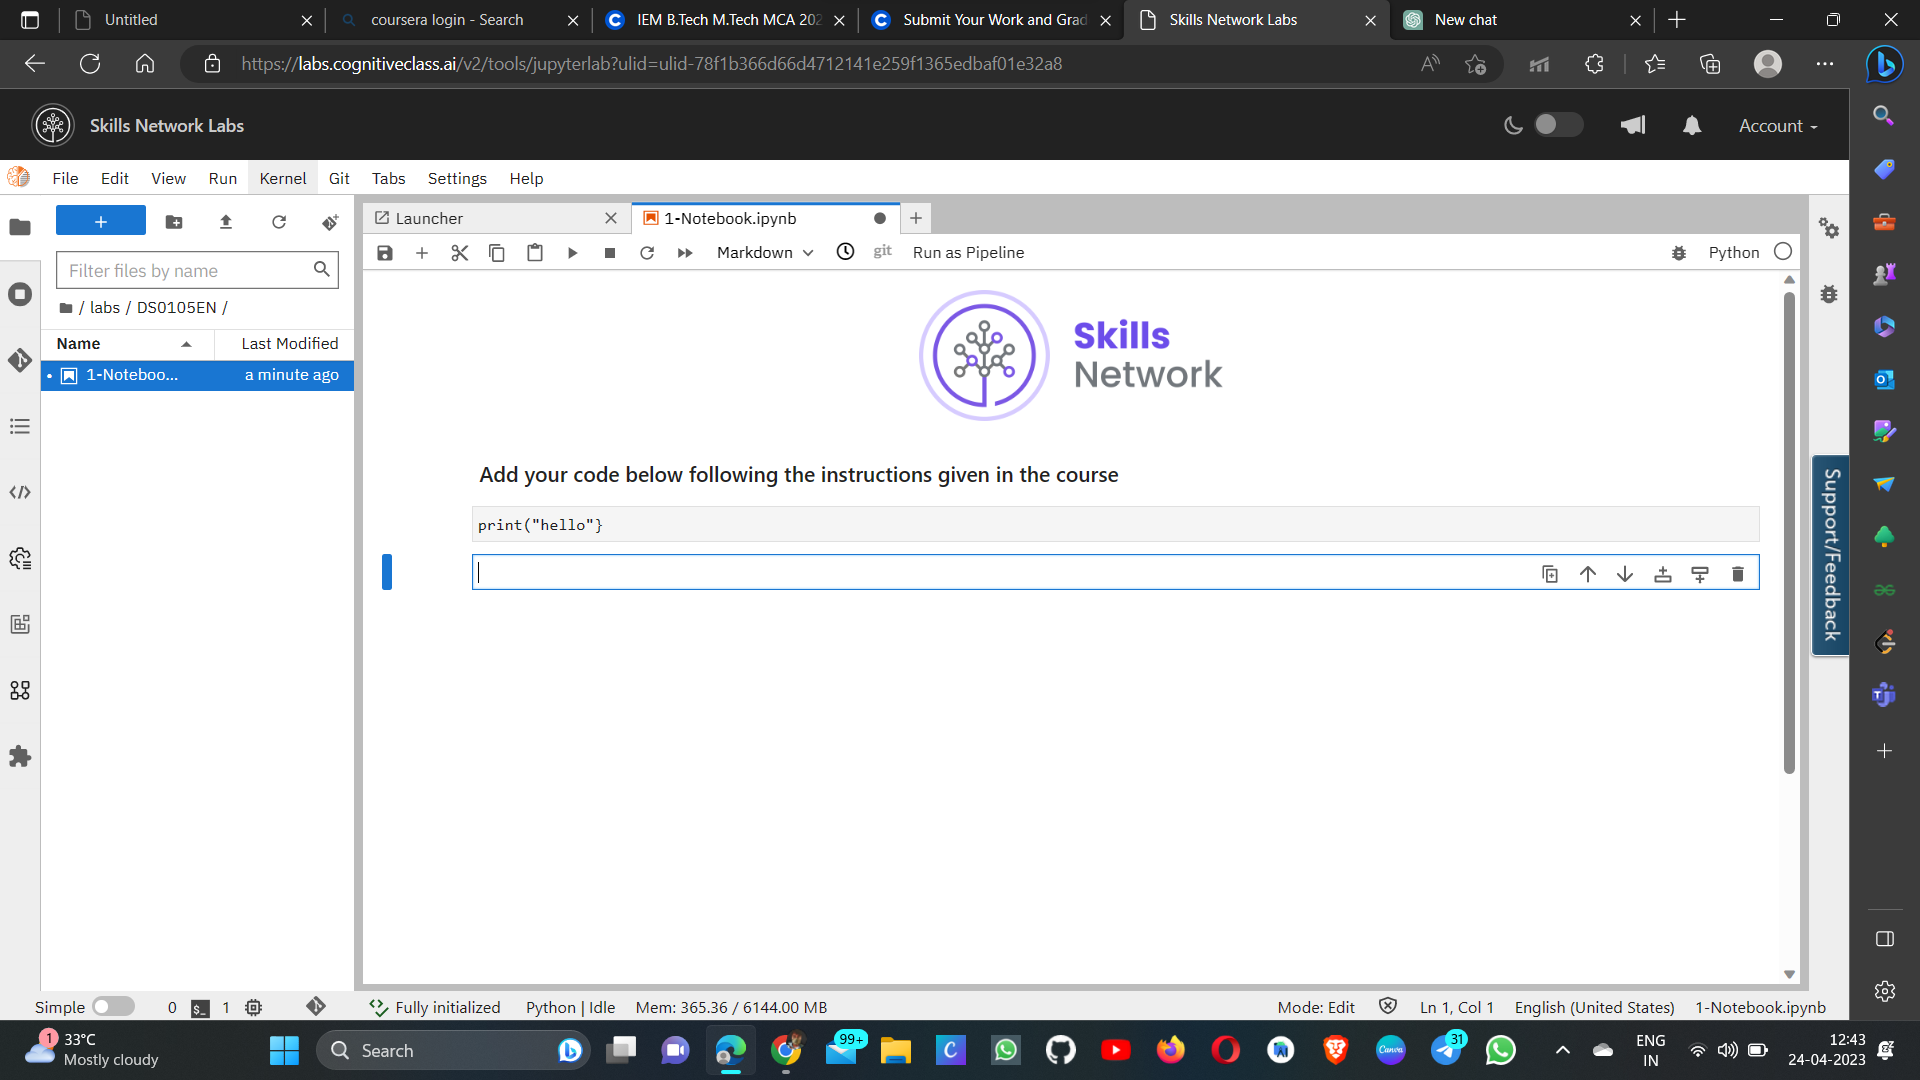 Untitled
coursera login - Search
IEM B.Tech M.Tech MCA 202
Submit Your Work and Grad
Skills Network Labs
New chat
https://labs.cognitiveclass.ai/v2/tools/jupyterlab?ulid=ulid-78f1b366d66d4712141e259f1365edbaf01e32a8
Skills Network Labs
Account
File Edit View Run Kernel Git Tabs Settings Help
Launcher
1-Notebook.ipynb
Markdown
git
Run as Pipeline
Python
Filter files by name
/ labs / DS0105EN /
Name Last Modified
1-Noteboo... a minute ago
Skills
Network
Add your code below following the instructions given in the course
print("hello"}
Support/Feedback
Simple 0 1 Fully initialized Python | Idle Mem: 365.36 / 6144.00 MB Mode: Edit Ln 1, Col 1 English (United States) 1-Notebook.ipynb
1
33°C
Mostly cloudy
Search
99+
Canva
31
ENG
IN
12:43
24-04-2023